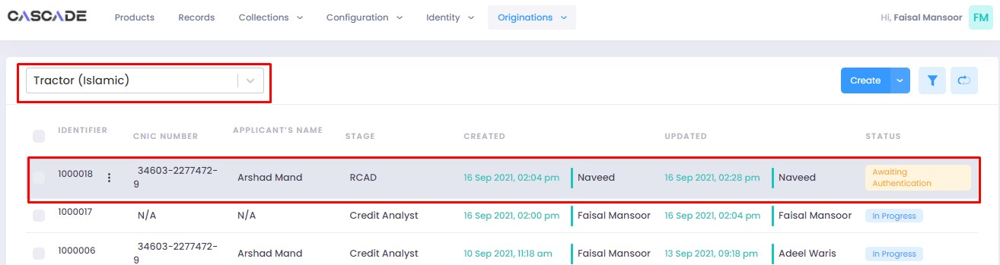 CASCADE Products Records Collections Configuration Identity Originations Hi, Faisal Mansoor FM
Tractor (Islamic) Create
IDENTIFIER CNIC NUMBER APPLICANT'S NAME STAGE CREATED UPDATED STATUS
1000018 34603-2277472-9 Arshad Mand RCAD 16 Sep 2021, 02:04 pm Naveed 16 Sep 2021, 02:28 pm Naveed Awaiting Authentication
1000017 N/A N/A Credit Analyst 16 Sep 2021, 02:00 pm Faisal Mansoor 16 Sep 2021, 02:04 pm Faisal Mansoor In Progress
1000006 34603-2277472-9 Arshad Mand Credit Analyst 10 Sep 2021, 11:18 am Faisal Mansoor 13 Sep 2021, 09:18 pm Adeel Waris In Progress